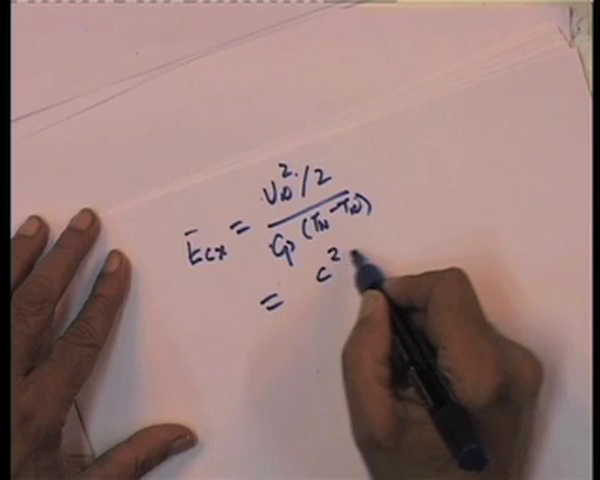 Ecx = U∞²/2
Cp (Tw - T∞)
= c²